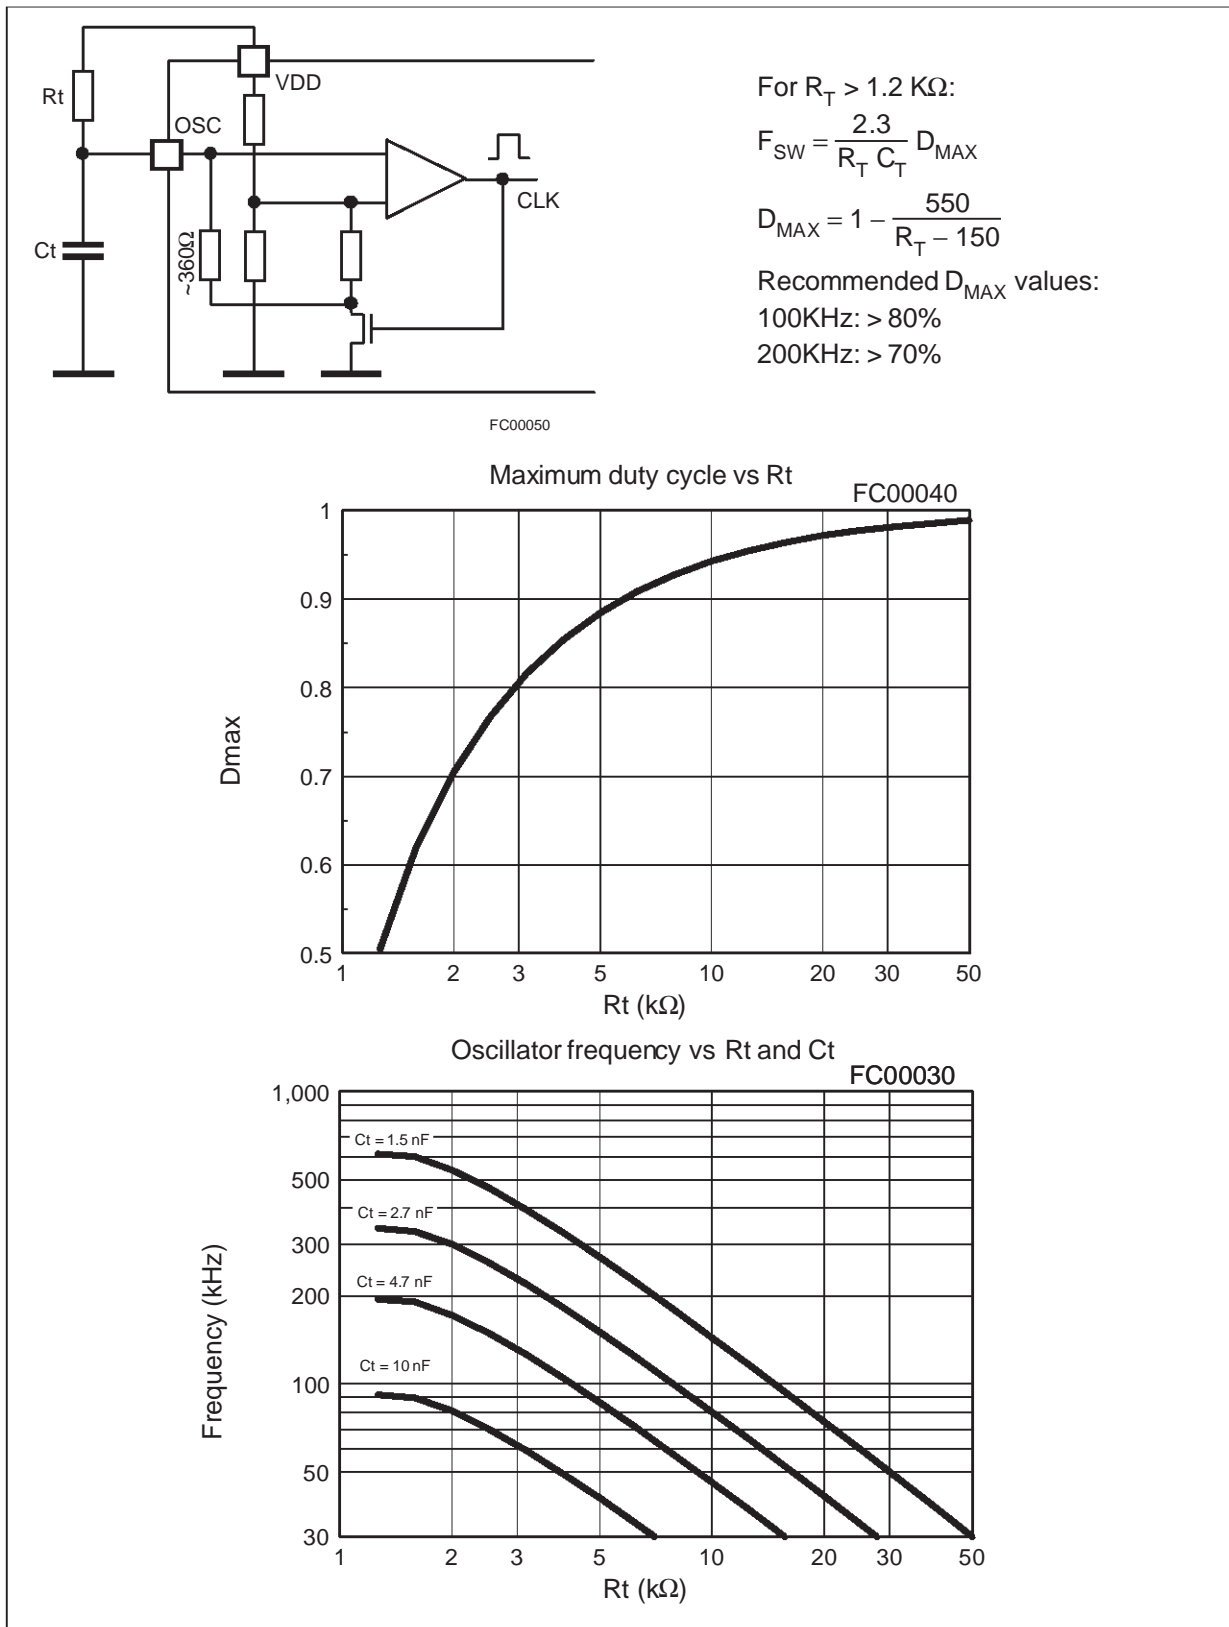 Rt
VDD
OSC
CLK
Ct
~360Ω
FC00050
For R_T > 1.2 KΩ:
F_SW = 2.3 / (R_T C_T) D_MAX
D_MAX = 1 − 550 / (R_T − 150)
Recommended D_MAX values:
100KHz: > 80%
200KHz: > 70%
Maximum duty cycle vs Rt
FC00040
1
0.9
0.8
0.7
0.6
0.5
Dmax
1 2 3 5 10 20 30 50
Rt (kΩ)
Oscillator frequency vs Rt and Ct
FC00030
1,000
500
300
200
100
50
30
Ct = 1.5 nF
Ct = 2.7 nF
Ct = 4.7 nF
Ct = 10 nF
Frequency (kHz)
1 2 3 5 10 20 30 50
Rt (kΩ)